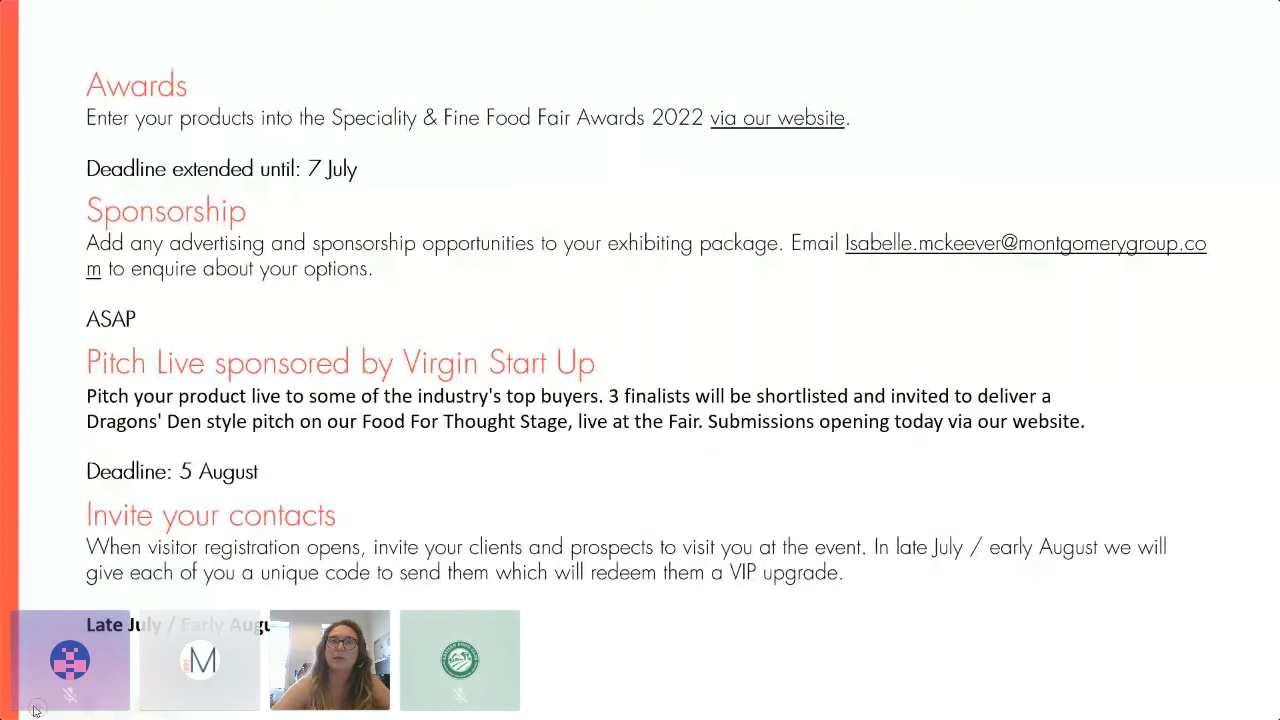 Awards
Enter your products into the Speciality & Fine Food Fair Awards 2022 via our website.
Deadline extended until: 7 July
Sponsorship
Add any advertising and sponsorship opportunities to your exhibiting package. Email Isabelle.mckeever@montgomerygroup.co
m to enquire about your options.
ASAP
Pitch Live sponsored by Virgin Start Up
Pitch your product live to some of the industry's top buyers. 3 finalists will be shortlisted and invited to deliver a
Dragons' Den style pitch on our Food For Thought Stage, live at the Fair. Submissions opening today via our website.
Deadline: 5 August
Invite your contacts
When visitor registration opens, invite your clients and prospects to visit you at the event. In late July / early August we will
give each of you a unique code to send them which will redeem them a VIP upgrade.
Late July / Early Augu
M